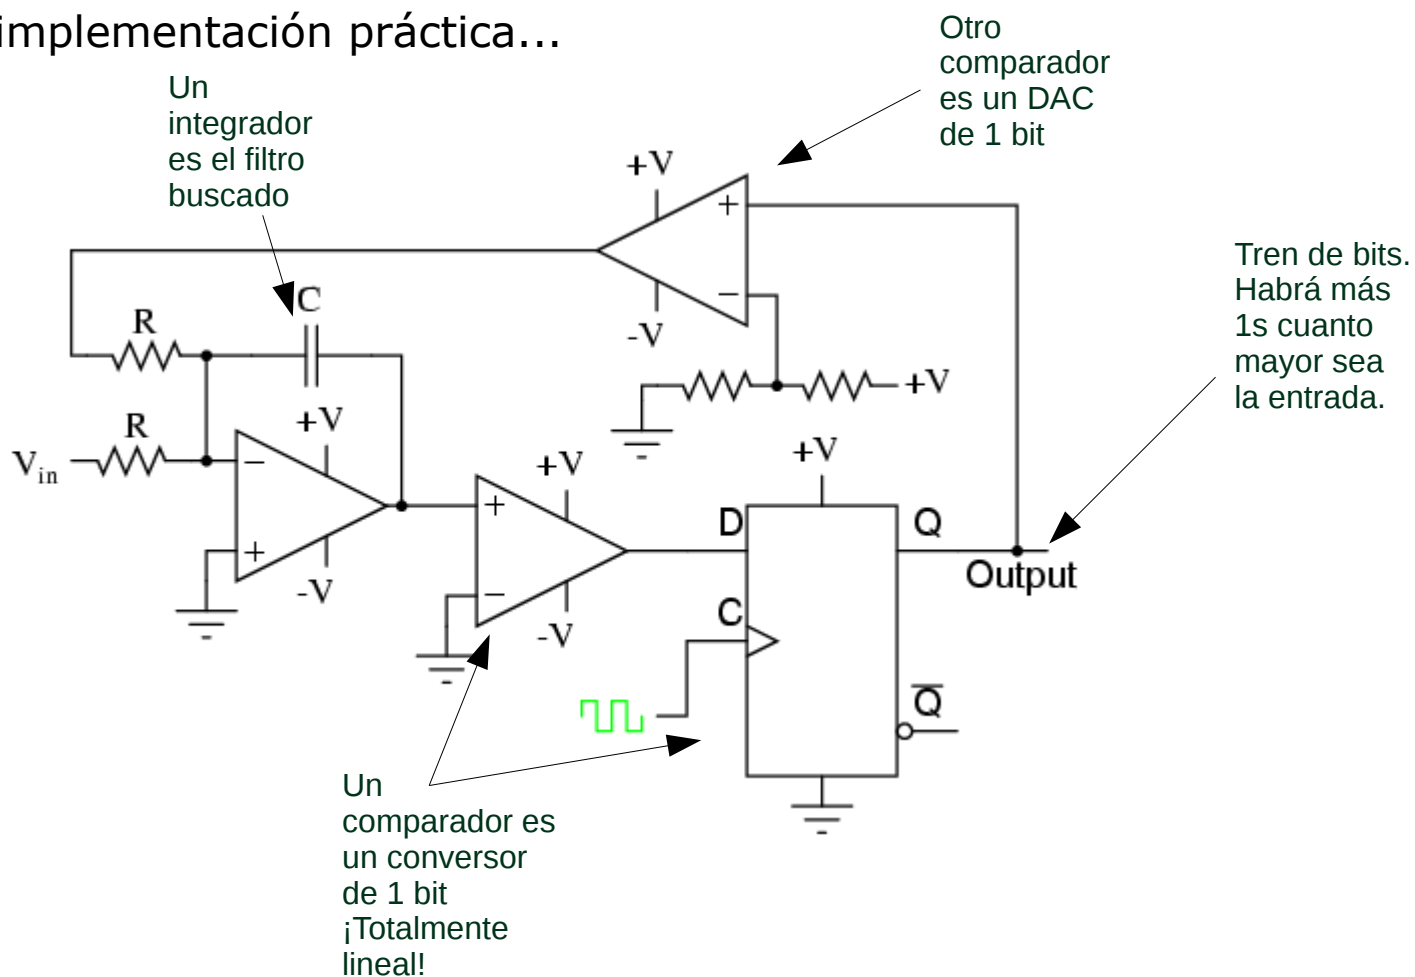 implementación práctica...
Otro
comparador
es un DAC
de 1 bit
Un
integrador
es el filtro
buscado
+V
+
−
-V
Tren de bits.
Habrá más
1s cuanto
mayor sea
la entrada.
C
R
+V
R
+V
Vin
−
+
-V
+V
+
−
-V
+V
D
Q
Output
C
Q̅
Un
comparador es
un conversor
de 1 bit
¡Totalmente
lineal!